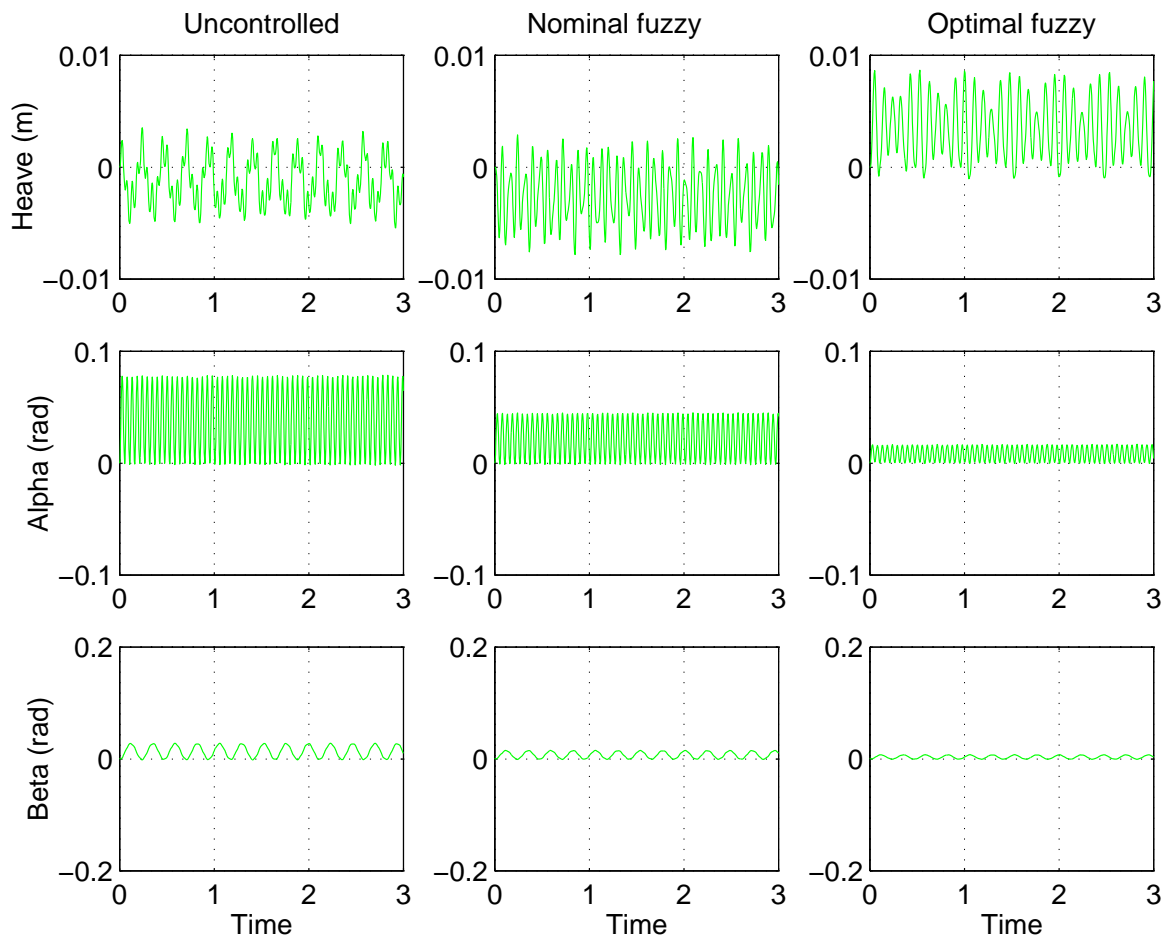 Uncontrolled Nominal fuzzy Optimal fuzzy
0.01 0.01 0.01
Heave (m)
0 0 0
−0.01 −0.01 −0.01
0 1 2 3 0 1 2 3 0 1 2 3
0.1 0.1 0.1
Alpha (rad)
0 0 0
−0.1 −0.1 −0.1
0 1 2 3 0 1 2 3 0 1 2 3
0.2 0.2 0.2
Beta (rad)
0 0 0
−0.2 −0.2 −0.2
0 1 2 3 0 1 2 3 0 1 2 3
Time Time Time